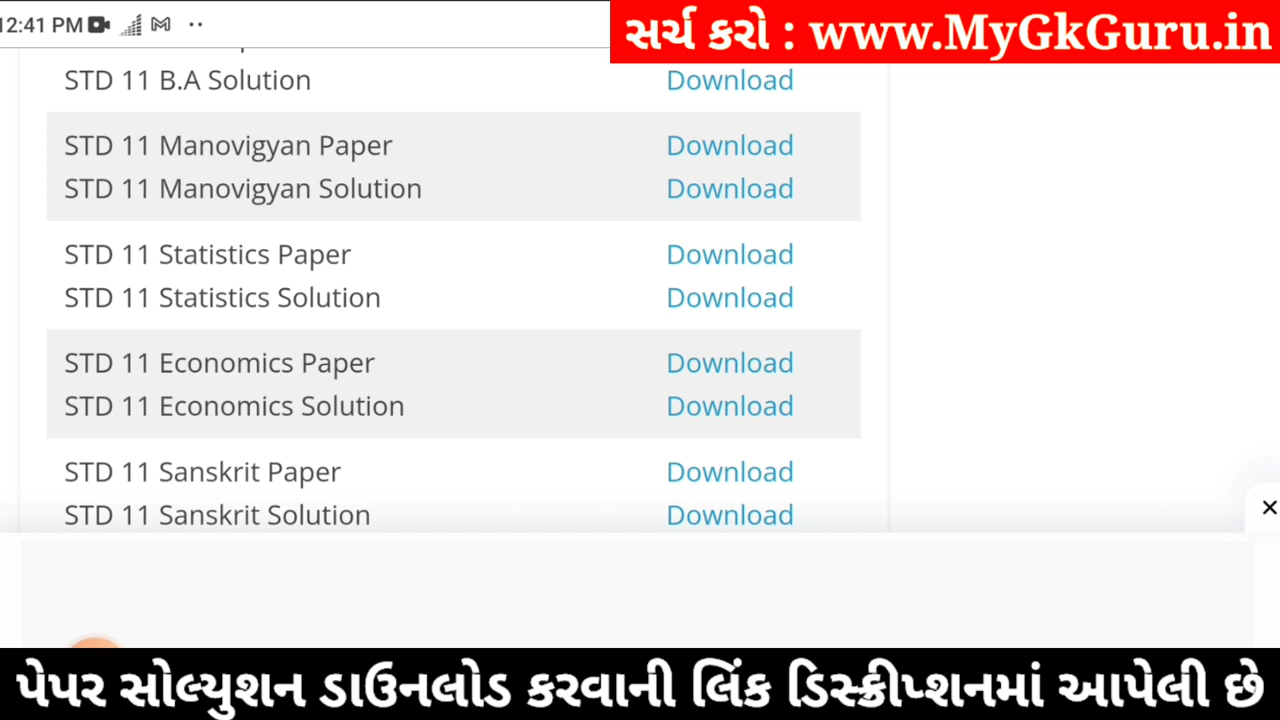 12:41 PM
સર્ચ કરો : www.MyGkGuru.in
STD 11 B.A Solution Download
STD 11 Manovigyan Paper Download
STD 11 Manovigyan Solution Download
STD 11 Statistics Paper Download
STD 11 Statistics Solution Download
STD 11 Economics Paper Download
STD 11 Economics Solution Download
STD 11 Sanskrit Paper Download
STD 11 Sanskrit Solution Download
પેપર સોલ્યુશન ડાઉનલોડ કરવાની લિંક ડિસ્ક્રીપ્શનમાં આપેલી છે